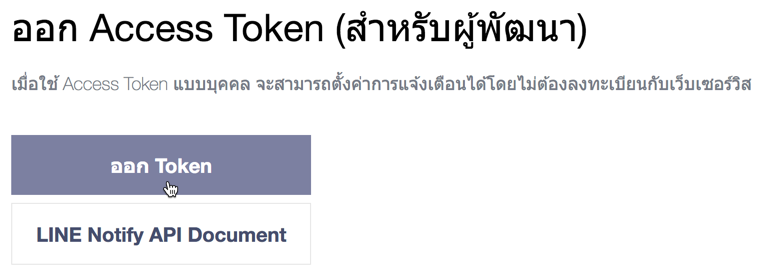 ออก Access Token (สำหรับผู้พัฒนา)
เมื่อใช้ Access Token แบบบุคคล จะสามารถตั้งค่าการแจ้งเตือนได้โดยไม่ต้องลงทะเบียนกับเว็บเซอร์วิส
ออก Token
LINE Notify API Document